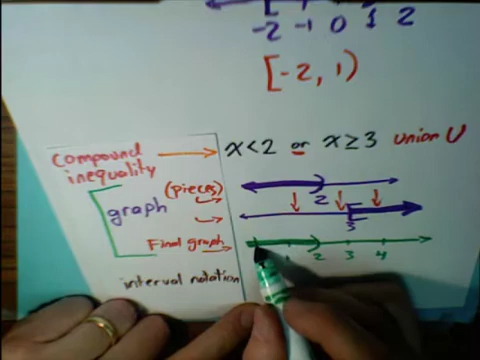 -2 -1 0 1 2
[-2, 1)
Compound inequality x<2 or x≥3 Union U
(pieces)
2
graph
3
Final graph
1 2 3 4
interval notation